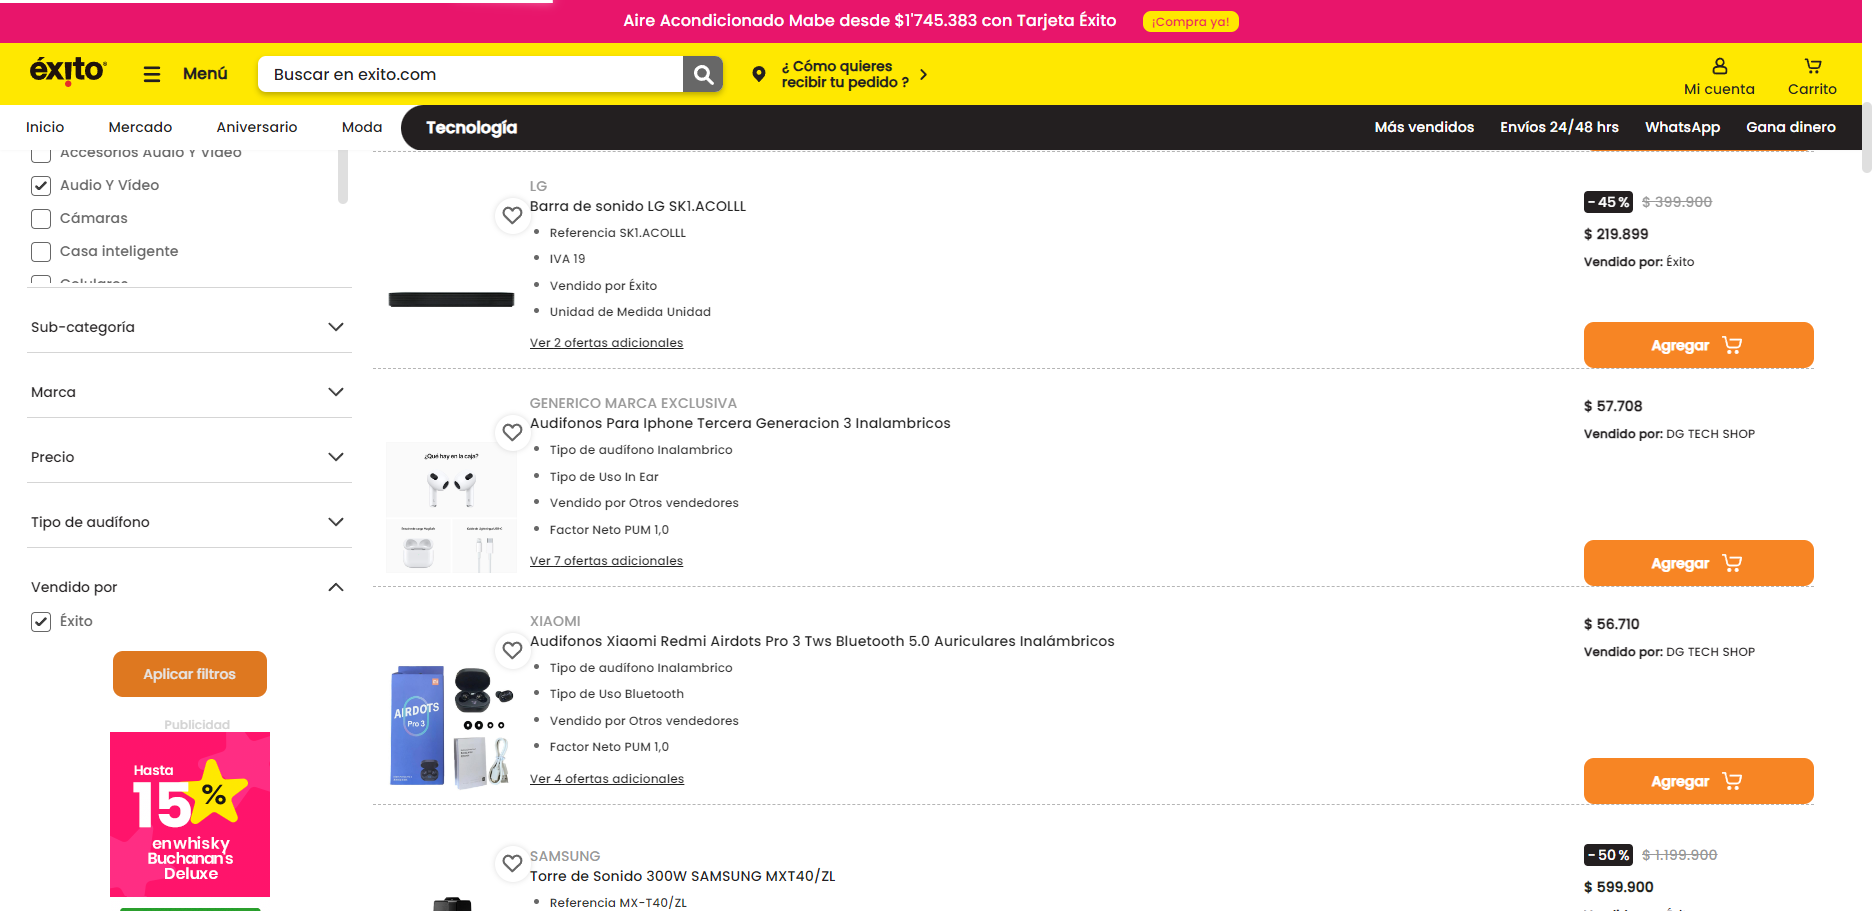 Aire Acondicionado Mabe desde $1'745.383 con Tarjeta Éxito
¡Compra ya!
éxito
Menú
Buscar en exito.com
¿ Cómo quieres
recibir tu pedido ?
Mi cuenta
Carrito
Inicio
Mercado
Aniversario
Moda
Tecnología
Más vendidos
Envíos 24/48 hrs
WhatsApp
Gana dinero
Accesorios Audio Y Video
Audio Y Vídeo
Cámaras
Casa inteligente
Celulares
Sub-categoría
Marca
Precio
Tipo de audífono
Vendido por
Éxito
Aplicar filtros
Publicidad
Hasta
15%
en whisky
Buchanan's
Deluxe
LG
Barra de sonido LG SK1.ACOLLL
Referencia SK1.ACOLLL
IVA 19
Vendido por Éxito
Unidad de Medida Unidad
Ver 2 ofertas adicionales
-45% $ 399.900
$ 219.899
Vendido por: Éxito
Agregar
GENERICO MARCA EXCLUSIVA
Audifonos Para Iphone Tercera Generacion 3 Inalambricos
¿Qué hay en la caja?
Tipo de audífono Inalambrico
Tipo de Uso In Ear
Vendido por Otros vendedores
Factor Neto PUM 1,0
Ver 7 ofertas adicionales
$ 57.708
Vendido por: DG TECH SHOP
Agregar
XIAOMI
Audifonos Xiaomi Redmi Airdots Pro 3 Tws Bluetooth 5.0 Auriculares Inalámbricos
AIRDOTS
Pro 3
Tipo de audífono Inalambrico
Tipo de Uso Bluetooth
Vendido por Otros vendedores
Factor Neto PUM 1,0
Ver 4 ofertas adicionales
$ 56.710
Vendido por: DG TECH SHOP
Agregar
SAMSUNG
Torre de Sonido 300W SAMSUNG MXT40/ZL
Referencia MX-T40/ZL
-50% $ 1.199.900
$ 599.900